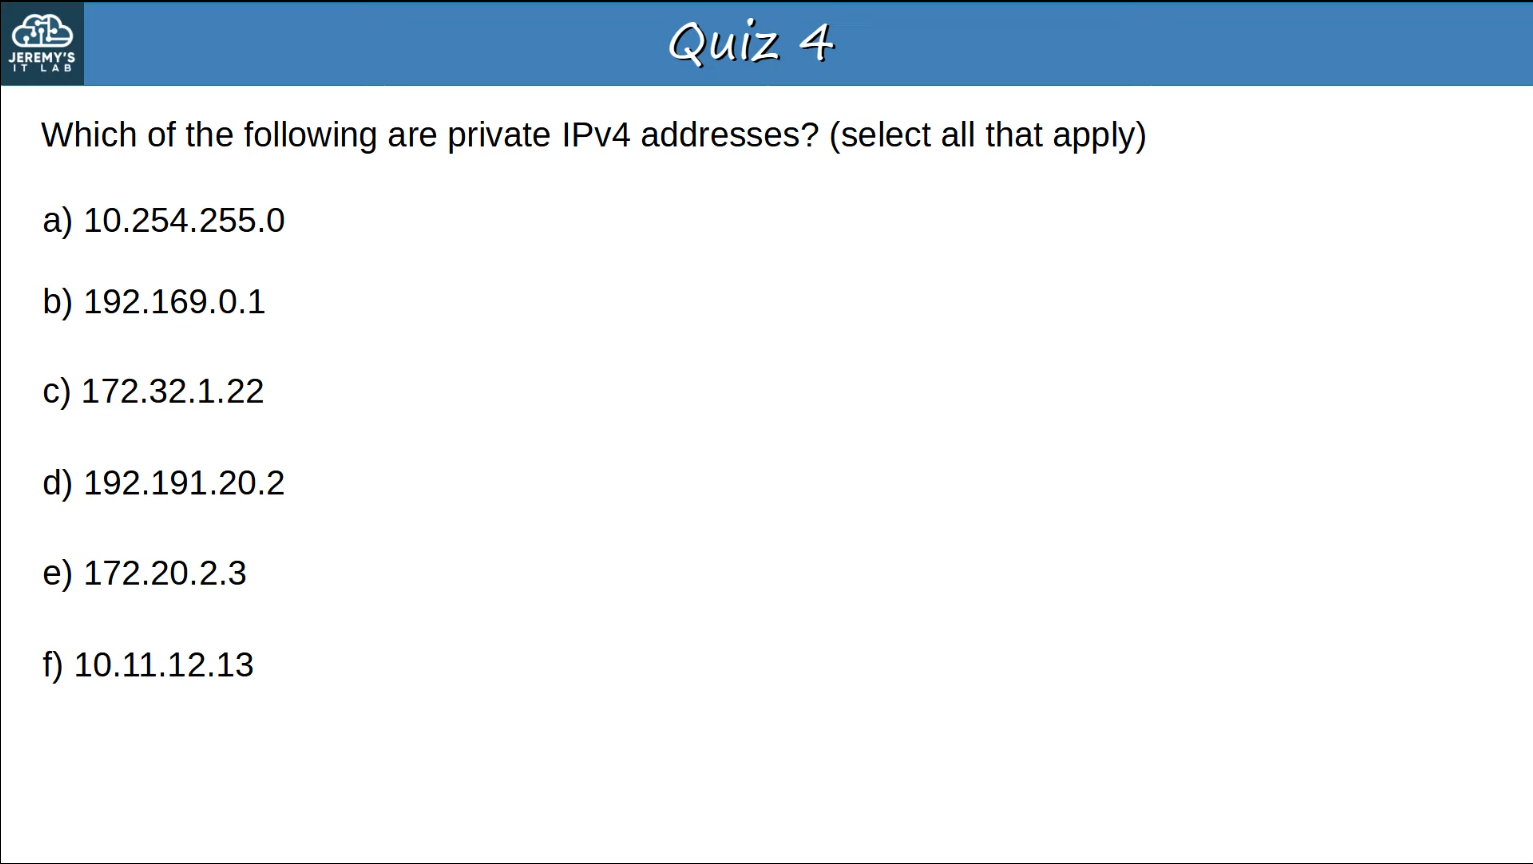 JEREMY'S
IT LAB
Quiz 4
Which of the following are private IPv4 addresses? (select all that apply)
a) 10.254.255.0
b) 192.169.0.1
c) 172.32.1.22
d) 192.191.20.2
e) 172.20.2.3
f) 10.11.12.13